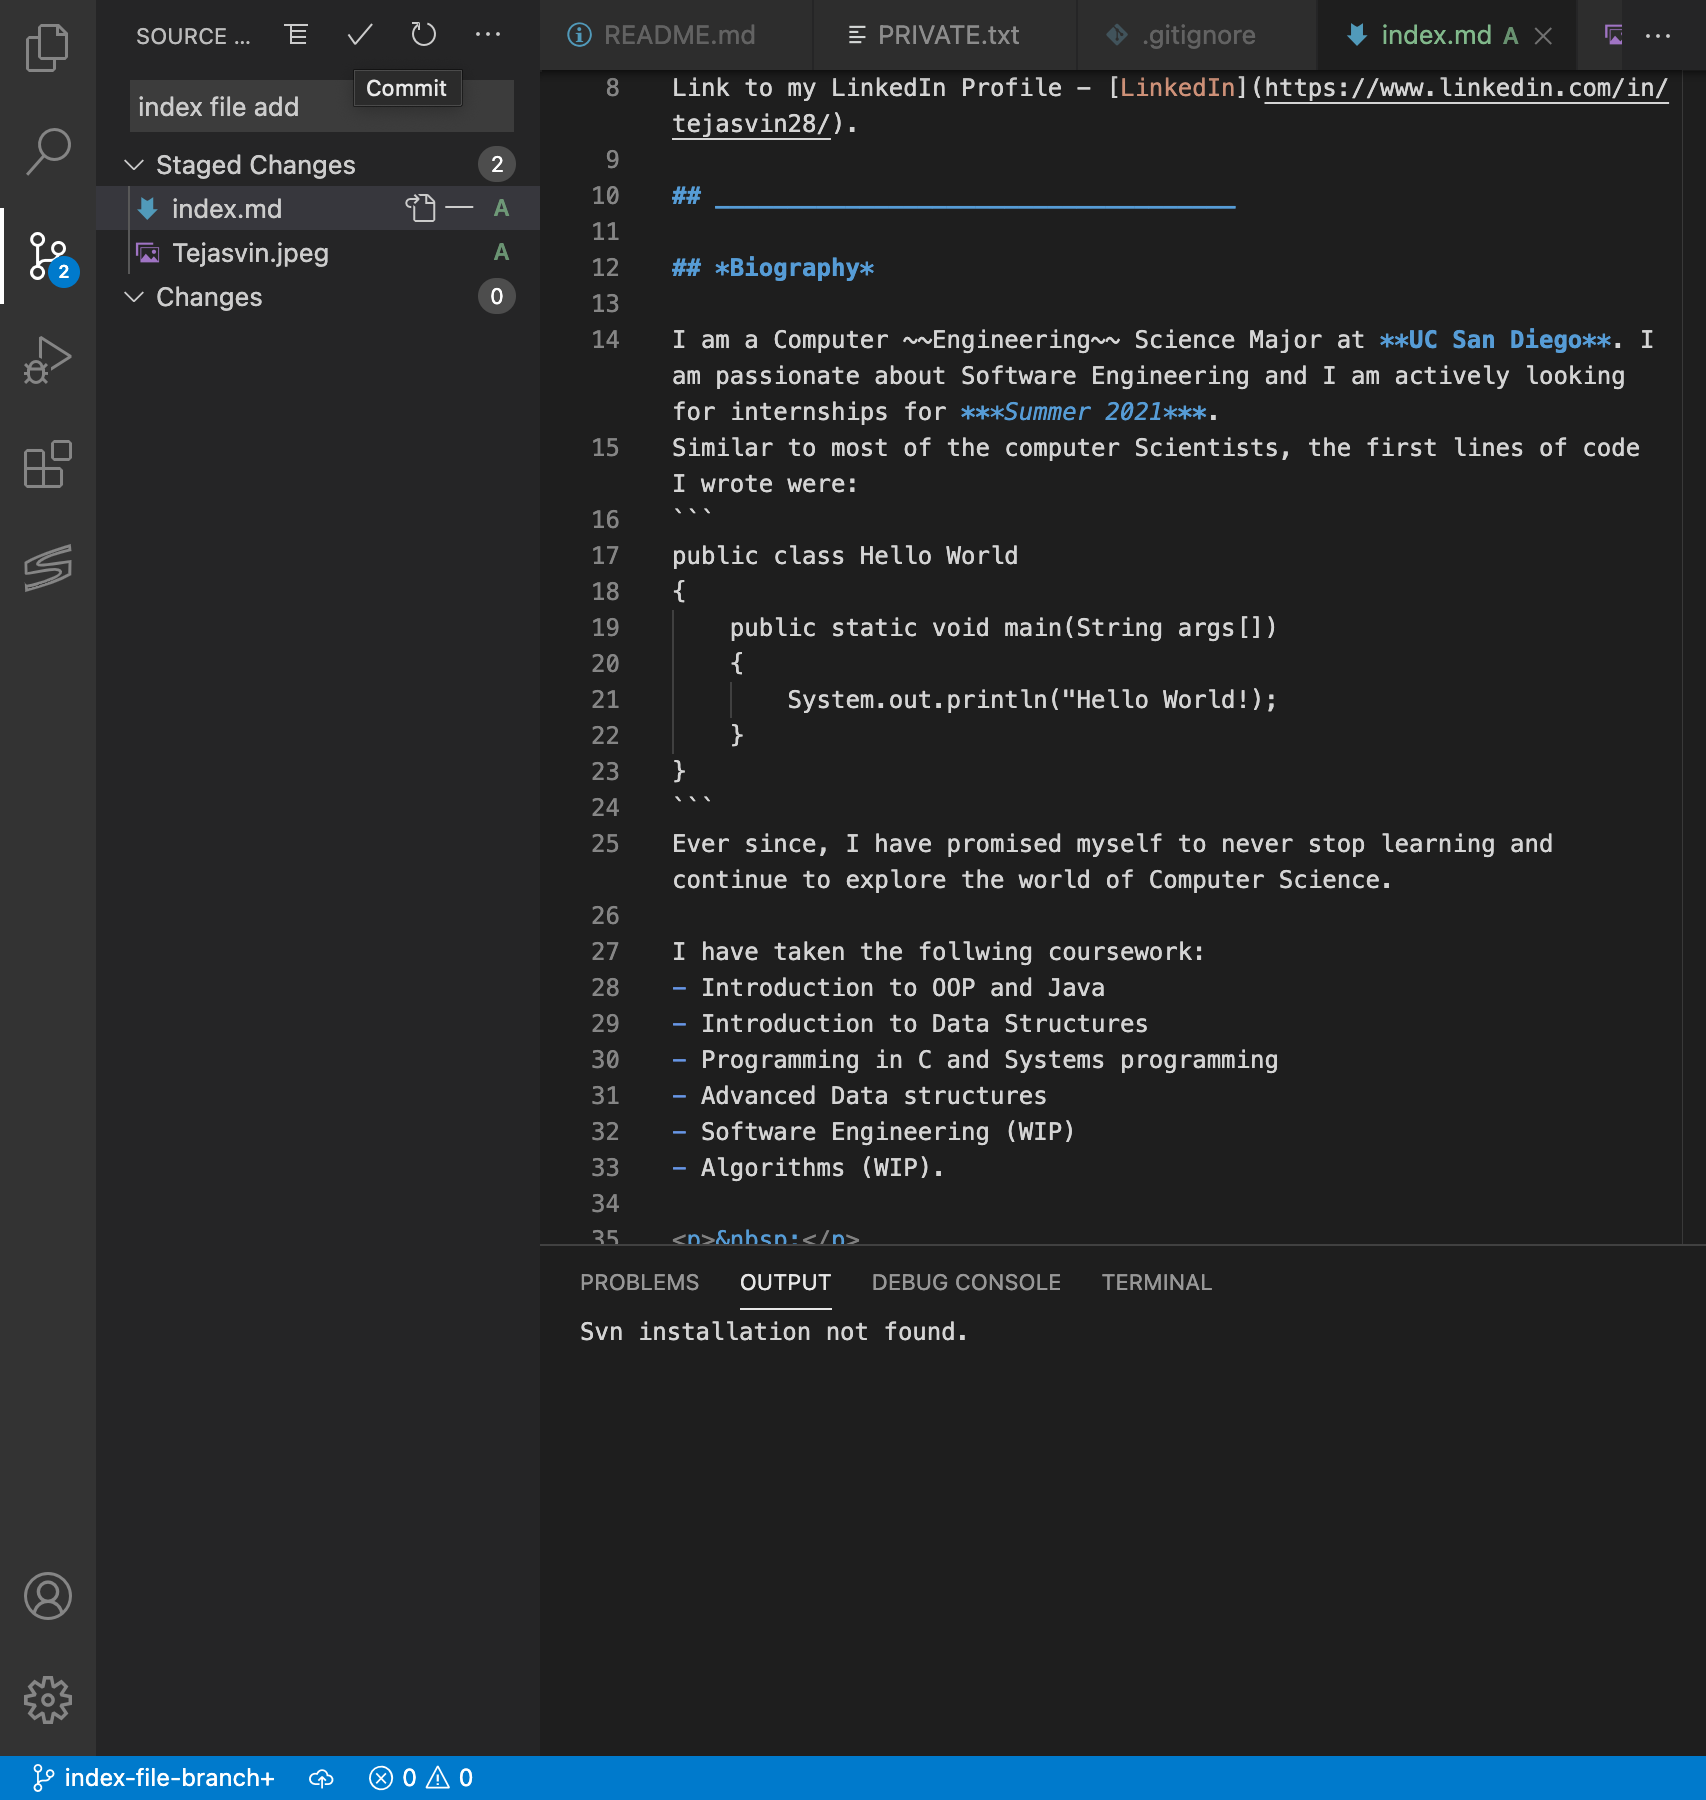 SOURCE ...
Commit
index file add
Staged Changes 2
index.md A
Tejasvin.jpeg A
Changes 0
2
README.md
PRIVATE.txt
.gitignore
index.md A
8 Link to my LinkedIn Profile - [LinkedIn](https://www.linkedin.com/in/
tejasvin28/).
9
10 ## ____________________________________
11
12 ## *Biography*
13
14 I am a Computer ~~Engineering~~ Science Major at **UC San Diego**. I
am passionate about Software Engineering and I am actively looking
for internships for ***Summer 2021***.
15 Similar to most of the computer Scientists, the first lines of code
I wrote were:
16 ```
17 public class Hello World
18 {
19     public static void main(String args[])
20     {
21         System.out.println("Hello World!);
22     }
23 }
24 ```
25 Ever since, I have promised myself to never stop learning and
continue to explore the world of Computer Science.
26
27 I have taken the follwing coursework:
28 - Introduction to OOP and Java
29 - Introduction to Data Structures
30 - Programming in C and Systems programming
31 - Advanced Data structures
32 - Software Engineering (WIP)
33 - Algorithms (WIP).
34
35 <p>&nbsp;</p>
PROBLEMS OUTPUT DEBUG CONSOLE TERMINAL
Svn installation not found.
index-file-branch+ 0 0